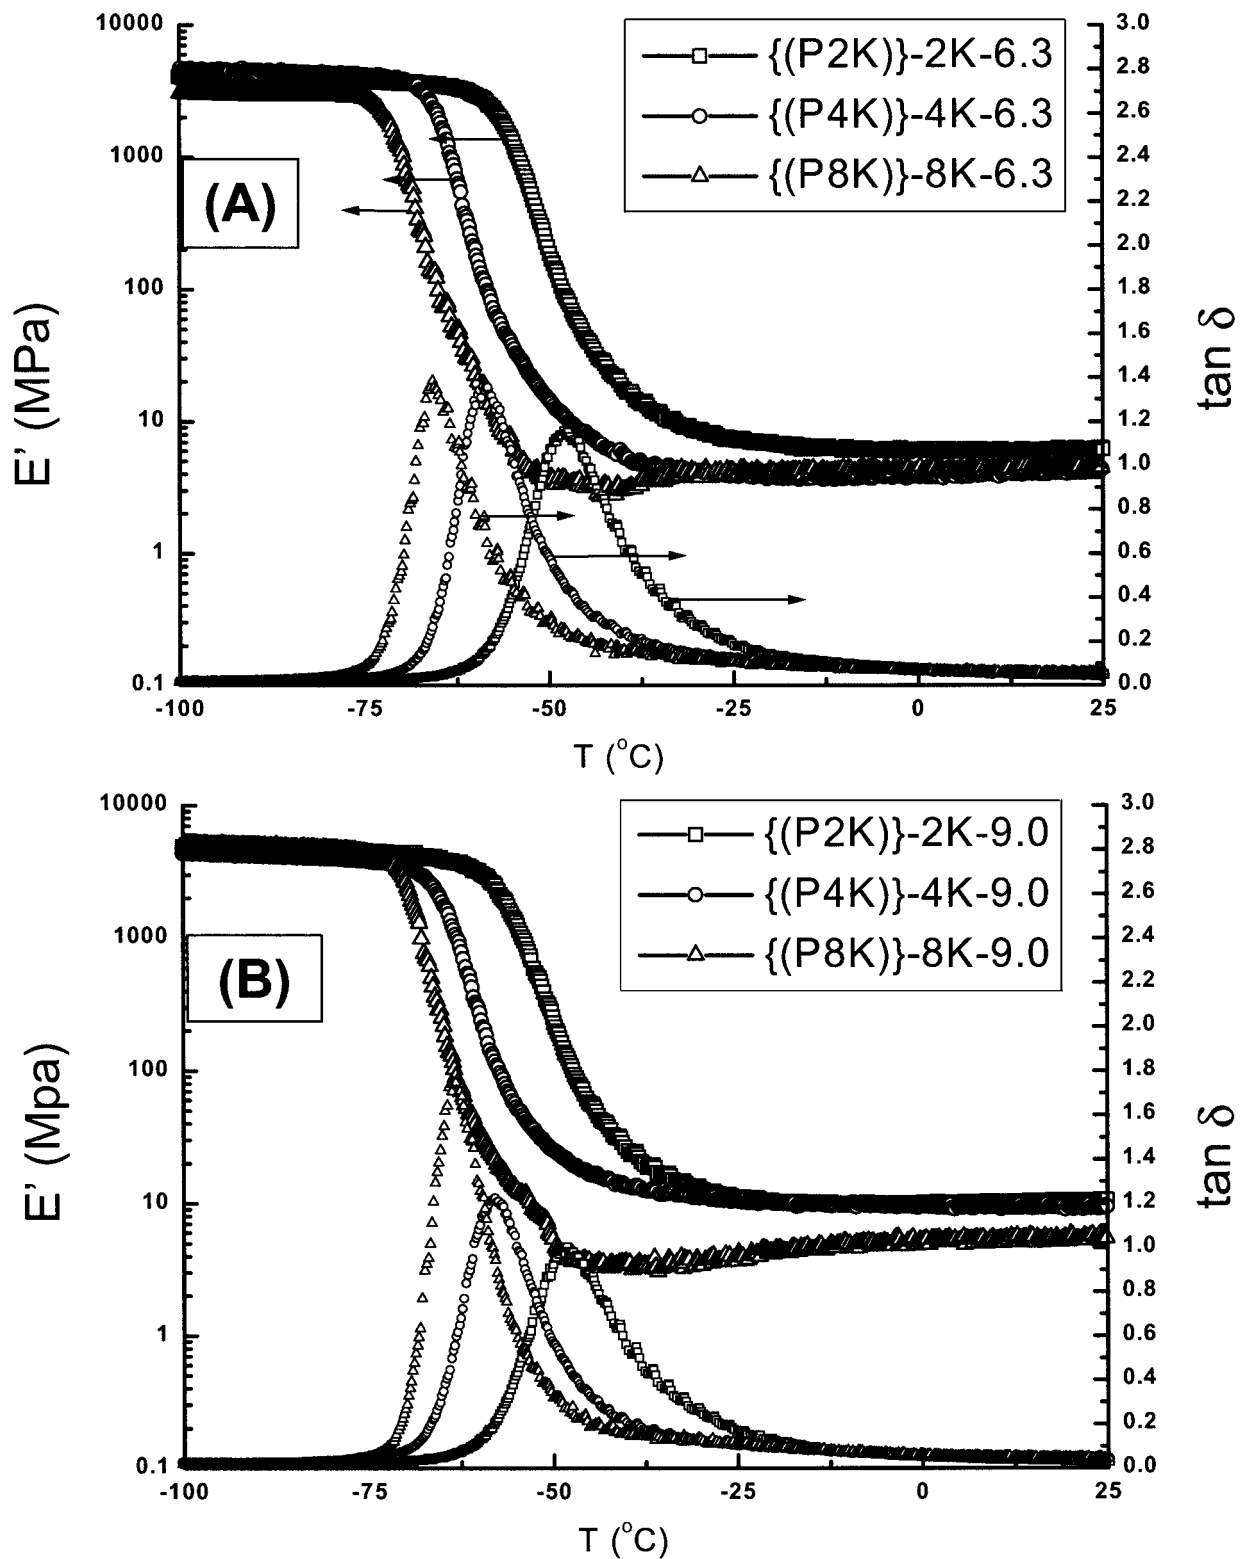 10000
1000
100
10
1
0.1
E' (MPa)
(A)
{(P2K)}-2K-6.3
{(P4K)}-4K-6.3
{(P8K)}-8K-6.3
3.0
2.8
2.6
2.4
2.2
2.0
1.8
1.6
1.4
1.2
1.0
0.8
0.6
0.4
0.2
0.0
tan δ
-100 -75 -50 -25 0 25
T (°C)
10000
1000
100
10
1
0.1
E' (Mpa)
(B)
{(P2K)}-2K-9.0
{(P4K)}-4K-9.0
{(P8K)}-8K-9.0
3.0
2.8
2.6
2.4
2.2
2.0
1.8
1.6
1.4
1.2
1.0
0.8
0.6
0.4
0.2
0.0
tan δ
-100 -75 -50 -25 0 25
T (°C)